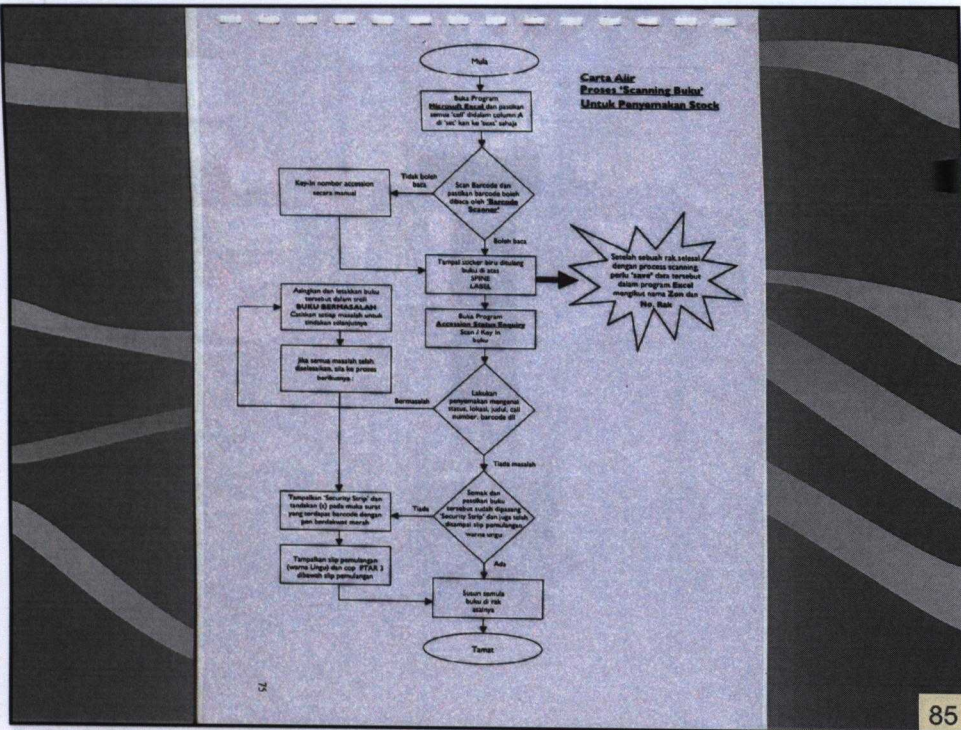 Carta Alir
Proses 'Scanning Buku'
Untuk Penyemakan Stock
Mula
Buka Program
Microsoft Excel dan pastikan
semua 'cell' didalam column A
di 'set' kan ke 'text' sahaja
Scan Barcode dan
pastikan barcode boleh
dibaca oleh 'Barcode
Scanner'
Tidak boleh
baca
Key-in nombor accession
secara manual
Boleh baca
Tampal sticker biru ditulang
buku di atas
SPINE
LABEL
Setelah sebuah rak selesai
dengan process scanning,
perlu "save" data tersebut
dalam program Excel
mengikut nama Zon dan
No. Rak
Asingkan dan letakkan buku
tersebut dalam troli
BUKU BERMASALAH
Catitkan setiap masalah untuk
tindakan selanjutnya
Buka Program
Accession Status Enquiry
Scan / Key in
buku
Jika semua masalah telah
diselesaikan, sila ke proses
berikutnya :
Bermasalah
Lakukan
penyemakan mengenai
status, lokasi, judul, call
number, barcode dll
Tiada masalah
Tampalkan 'Security Strip' dan
tandakan (s) pada muka surat
yang terdapat barcode dengan
pen berdakwat merah
Tiada
Semak dan
pastikan buku
tersebut sudah dipasang
'Security Strip' dan juga telah
ditampal slip pemulangan
warna ungu
Tampalkan slip pemulangan
(warna Ungu) dan cop PTAR 3
dibawah slip pemulangan
Ada
Susun semula
buku di rak
asalnya
Tamat
75
85